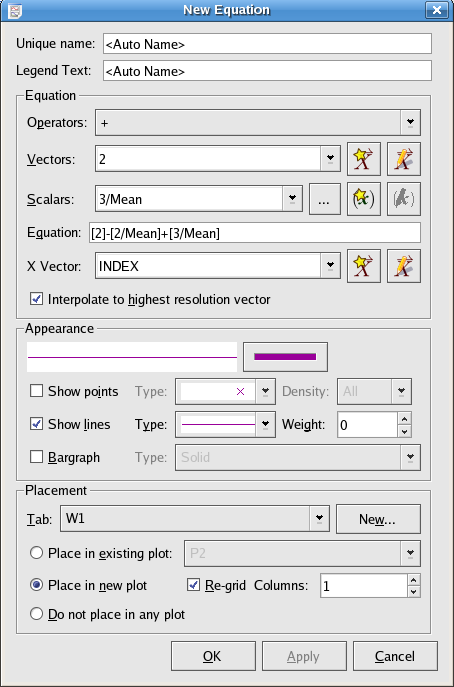 New Equation
Unique name: <Auto Name>
Legend Text: <Auto Name>
Equation
Operators: +
Vectors: 2
Scalars: 3/Mean ...
Equation: [2]-[2/Mean]+[3/Mean]
X Vector: INDEX
Interpolate to highest resolution vector
Appearance
Show points Type: Density: All
Show lines Type: Weight: 0
Bargraph Type: Solid
Placement
Tab: W1 New...
Place in existing plot: P2
Place in new plot Re-grid Columns: 1
Do not place in any plot
OK Apply Cancel